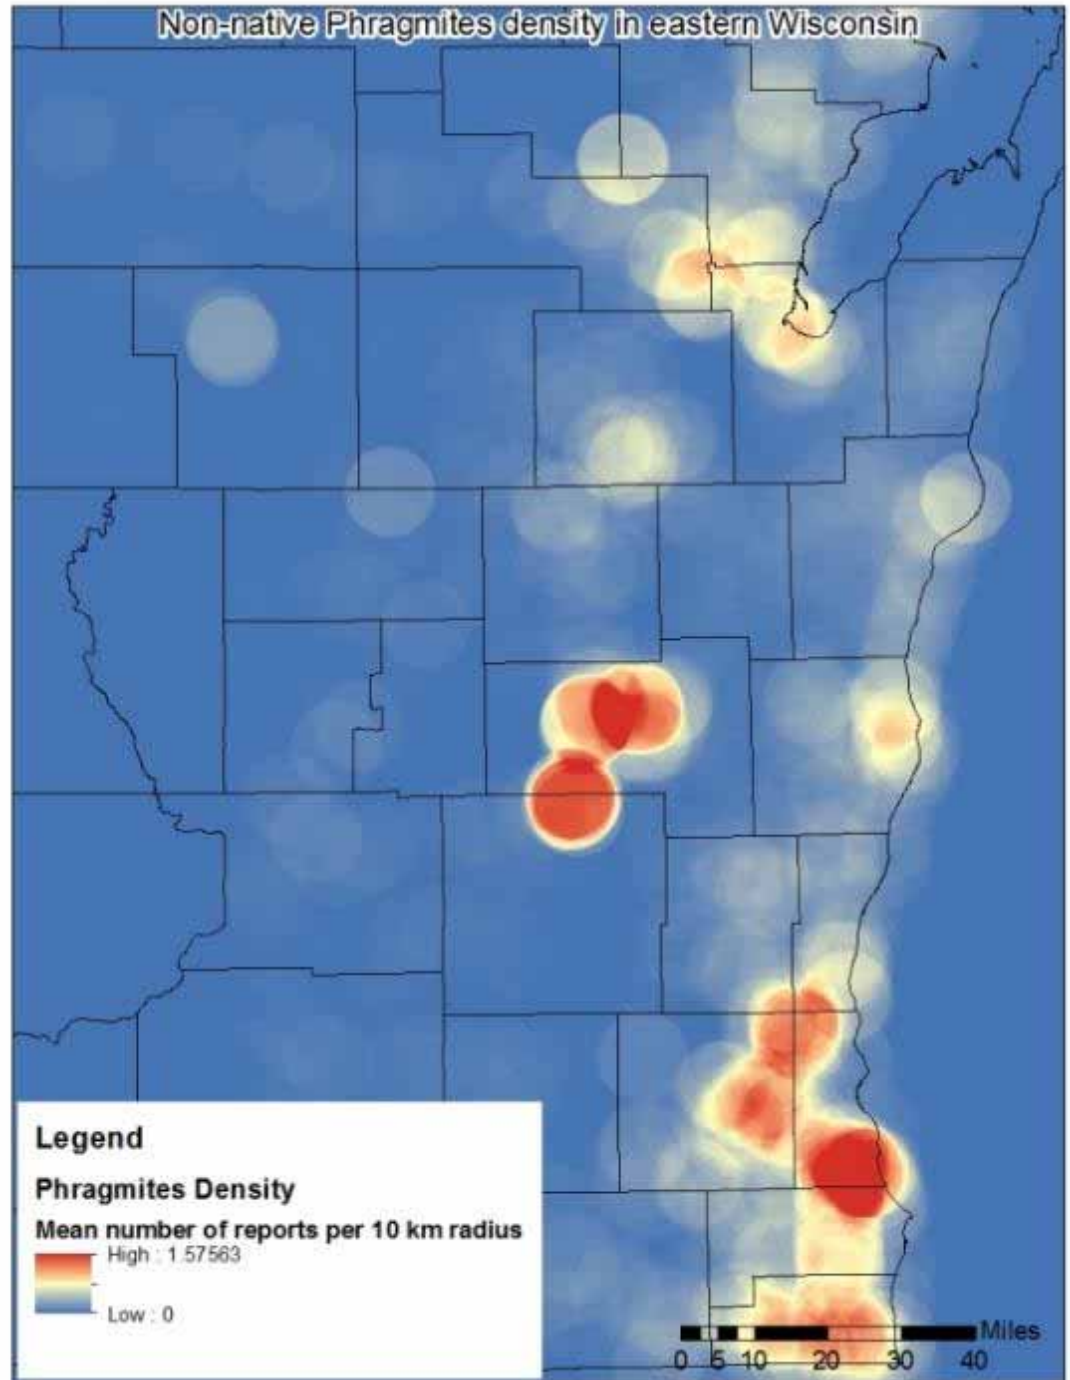 Non-native Phragmites density in eastern Wisconsin
Legend
Phragmites Density
Mean number of reports per 10 km radius
High : 1.57563
Low : 0
Miles
0 5 10 20 30 40